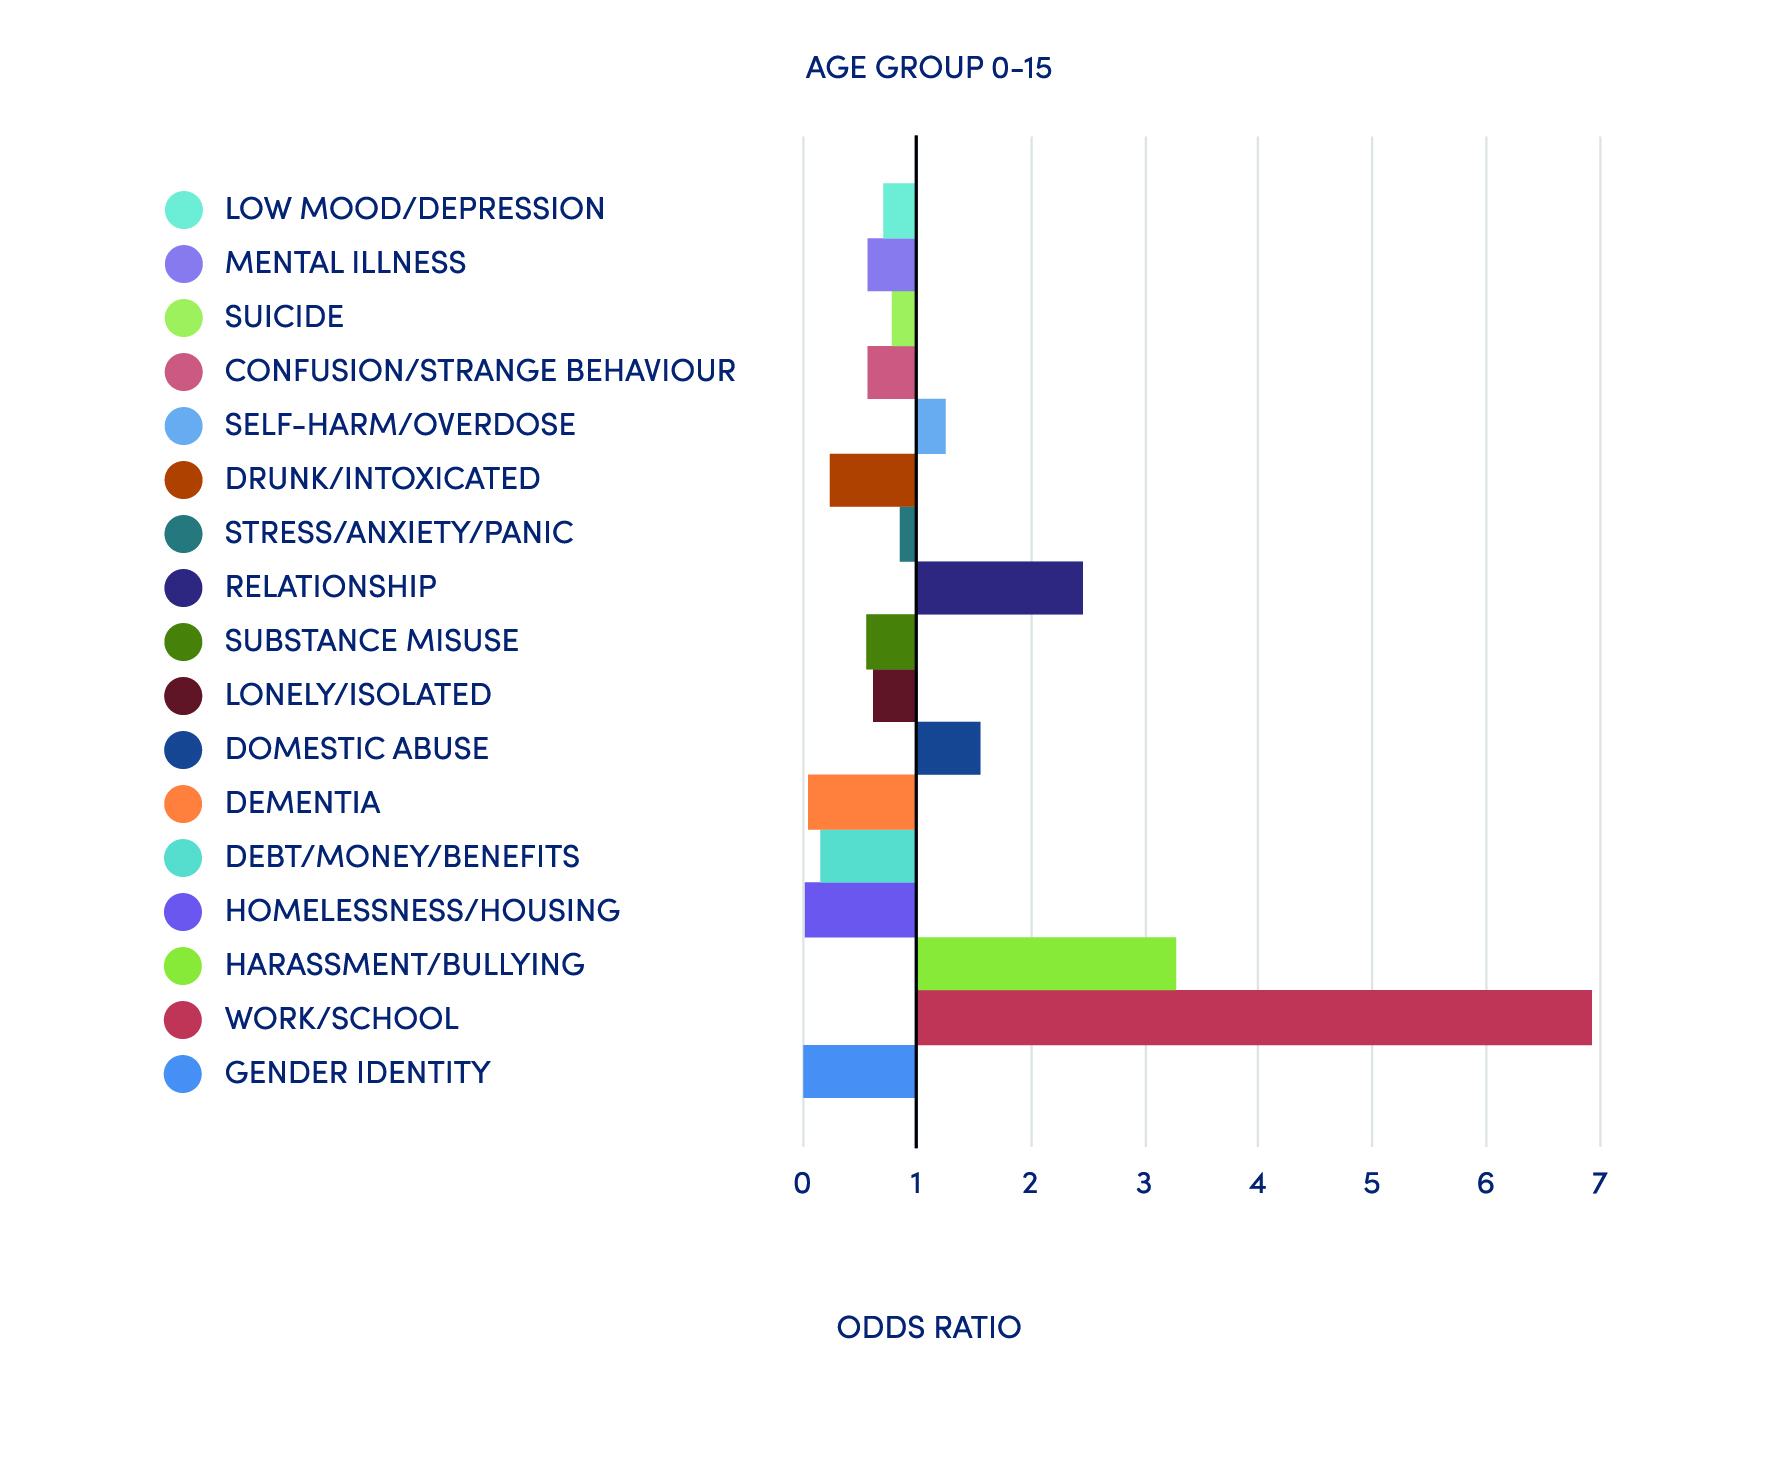 AGE GROUP 0-15
LOW MOOD/DEPRESSION
MENTAL ILLNESS
SUICIDE
CONFUSION/STRANGE BEHAVIOUR
SELF-HARM/OVERDOSE
DRUNK/INTOXICATED
STRESS/ANXIETY/PANIC
RELATIONSHIP
SUBSTANCE MISUSE
LONELY/ISOLATED
DOMESTIC ABUSE
DEMENTIA
DEBT/MONEY/BENEFITS
HOMELESSNESS/HOUSING
HARASSMENT/BULLYING
WORK/SCHOOL
GENDER IDENTITY
0 1 2 3 4 5 6 7
ODDS RATIO